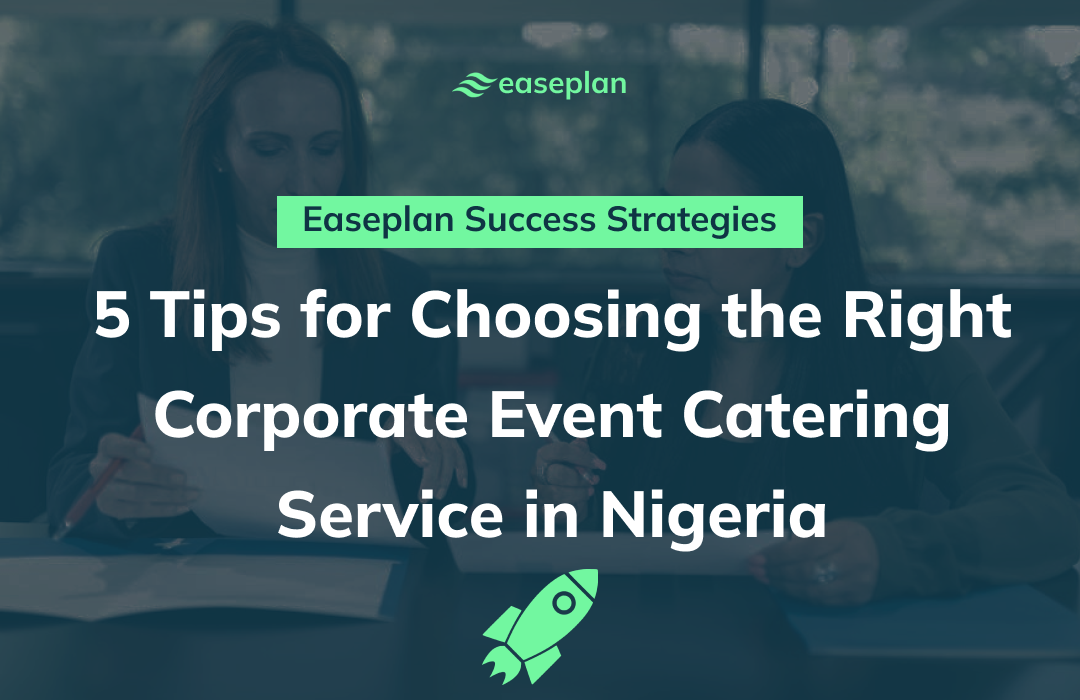 easeplan
Easeplan Success Strategies
5 Tips for Choosing the Right
Corporate Event Catering
Service in Nigeria